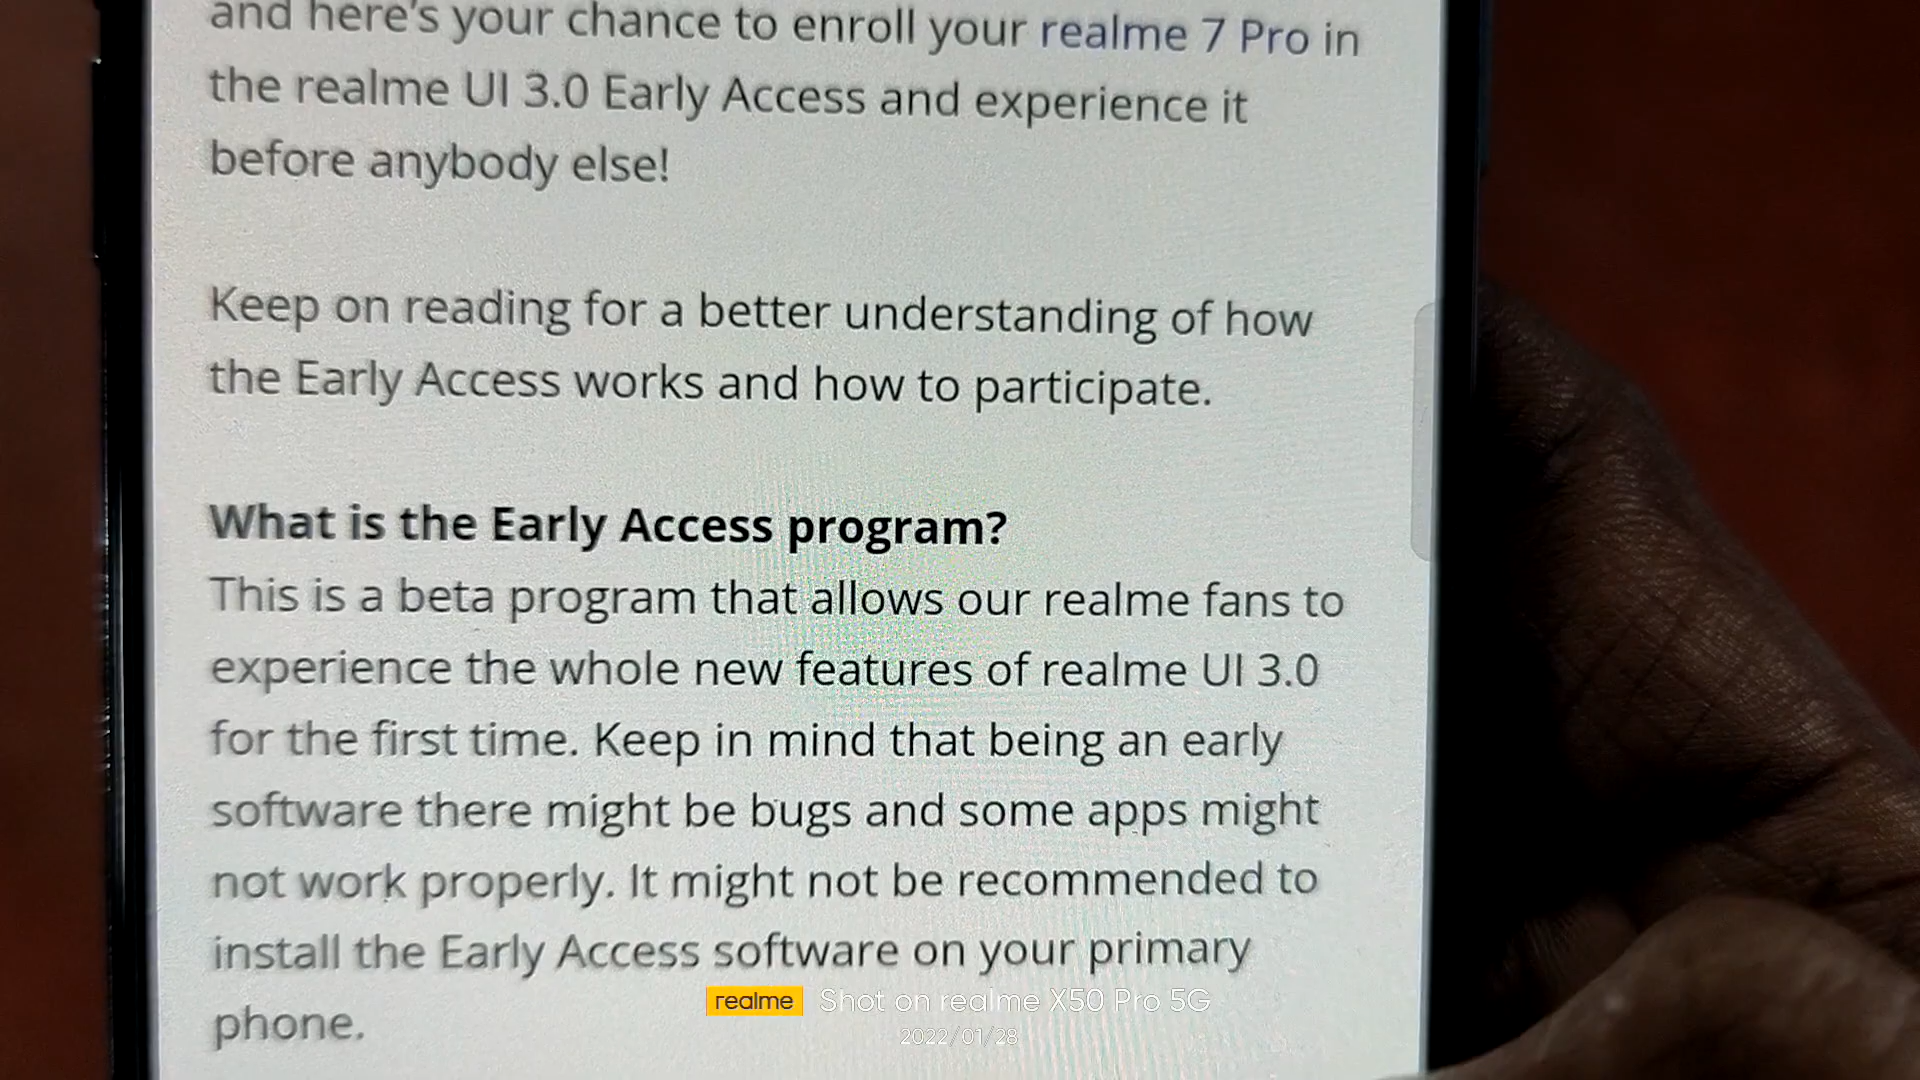 and here's your chance to enroll your realme 7 Pro in
the realme UI 3.0 Early Access and experience it
before anybody else!
Keep on reading for a better understanding of how
the Early Access works and how to participate.
What is the Early Access program?
This is a beta program that allows our realme fans to
experience the whole new features of realme UI 3.0
for the first time. Keep in mind that being an early
software there might be bugs and some apps might
not work properly. It might not be recommended to
install the Early Access software on your primary
phone.
realme Shot on realme X50 Pro 5G
2022/01/28